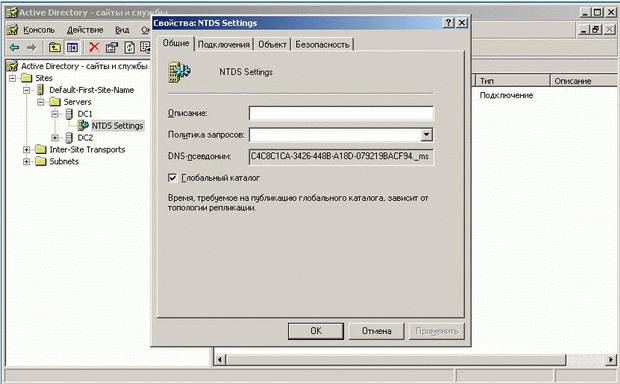 Active Directory - сайты и службы
Консоль Действие Вид
Active Directory - сайты и службы
Sites
Default-First-Site-Name
Servers
DC1
NTDS Settings
DC2
Inter-Site Transports
Subnets
Тип Описание
Подключение
Свойства: NTDS Settings
Общие Подключения Объект Безопасность
NTDS Settings
Описание:
Политика запросов:
DNS-псевдоним: C4C8C1CA-3426-448B-A18D-079219BACF94._ms
Глобальный каталог
Время, требуемое на публикацию глобального каталога, зависит от
топологии репликации.
OK Отмена Применить